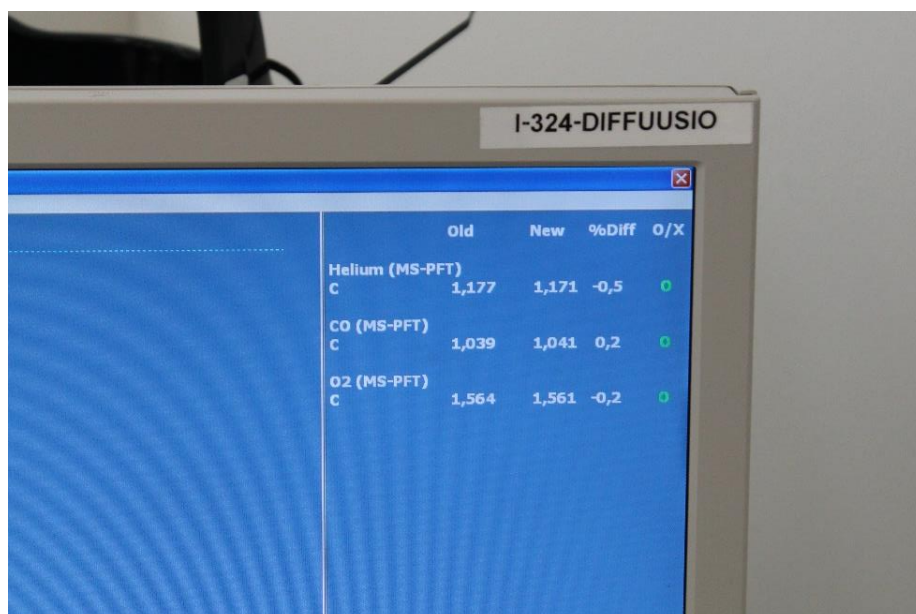 I-324-DIFFUUSIO
Old New %Diff O/X
Helium (MS-PFT)
C 1,177 1,171 -0,5 O
CO (MS-PFT)
C 1,039 1,041 0,2 O
O2 (MS-PFT)
C 1,564 1,561 -0,2 O